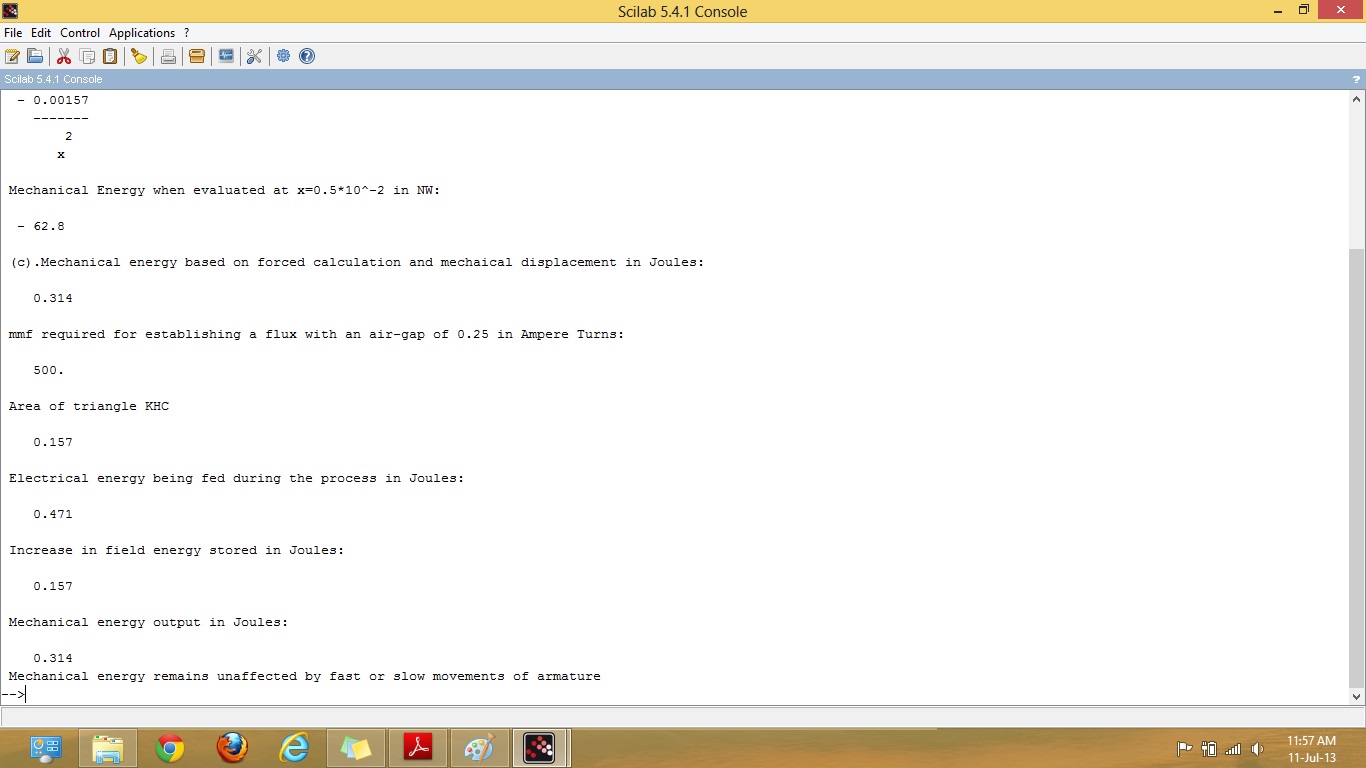 Scilab 5.4.1 Console
File Edit Control Applications ?
Scilab 5.4.1 Console ?
- 0.00157
-------
2
x
Mechanical Energy when evaluated at x=0.5*10^-2 in NW:
- 62.8
(c).Mechanical energy based on forced calculation and mechaical displacement in Joules:
0.314
mmf required for establishing a flux with an air-gap of 0.25 in Ampere Turns:
500.
Area of triangle KHC
0.157
Electrical energy being fed during the process in Joules:
0.471
Increase in field energy stored in Joules:
0.157
Mechanical energy output in Joules:
0.314
Mechanical energy remains unaffected by fast or slow movements of armature
-->
11:57 AM
11-Jul-13